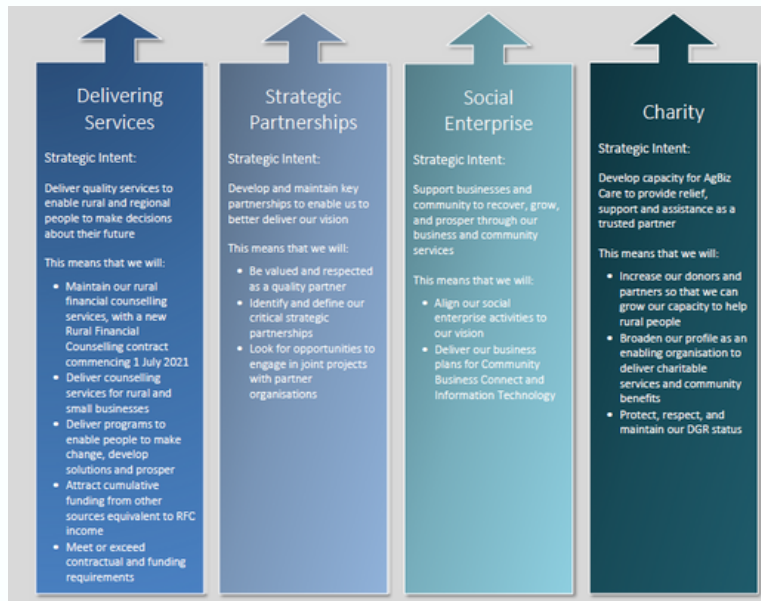 Delivering
Services
Strategic Intent:
Deliver quality services to
enable rural and regional
people to make decisions
about their future
This means that we will:
• Maintain our rural
financial counselling
services, with a new
Rural Financial
Counselling contract
commencing 1 July 2021
• Deliver counselling
services for rural and
small businesses
• Deliver programs to
enable people to make
change, develop
solutions and prosper
• Attract cumulative
funding from other
sources equivalent to RFC
income
• Meet or exceed
contractual and funding
requirements
Strategic
Partnerships
Strategic Intent:
Develop and maintain key
partnerships to enable us to
better deliver our vision
This means that we will:
• Be valued and respected
as a quality partner
• Identify and define our
critical strategic
partnerships
• Look for opportunities to
engage in joint projects
with partner
organisations
Social
Enterprise
Strategic Intent:
Support businesses and
community to recover, grow,
and prosper through our
business and community
services
This means that we will:
• Align our social
enterprise activities to
our vision
• Deliver our business
plans for Community
Business Connect and
Information Technology
Charity
Strategic Intent:
Develop capacity for AgBiz
Care to provide relief,
support and assistance as a
trusted partner
This means that we will:
• Increase our donors and
partners so that we can
grow our capacity to help
rural people
• Broaden our profile as an
enabling organisation to
deliver charitable
services and community
benefits
• Protect, respect, and
maintain our DGR status